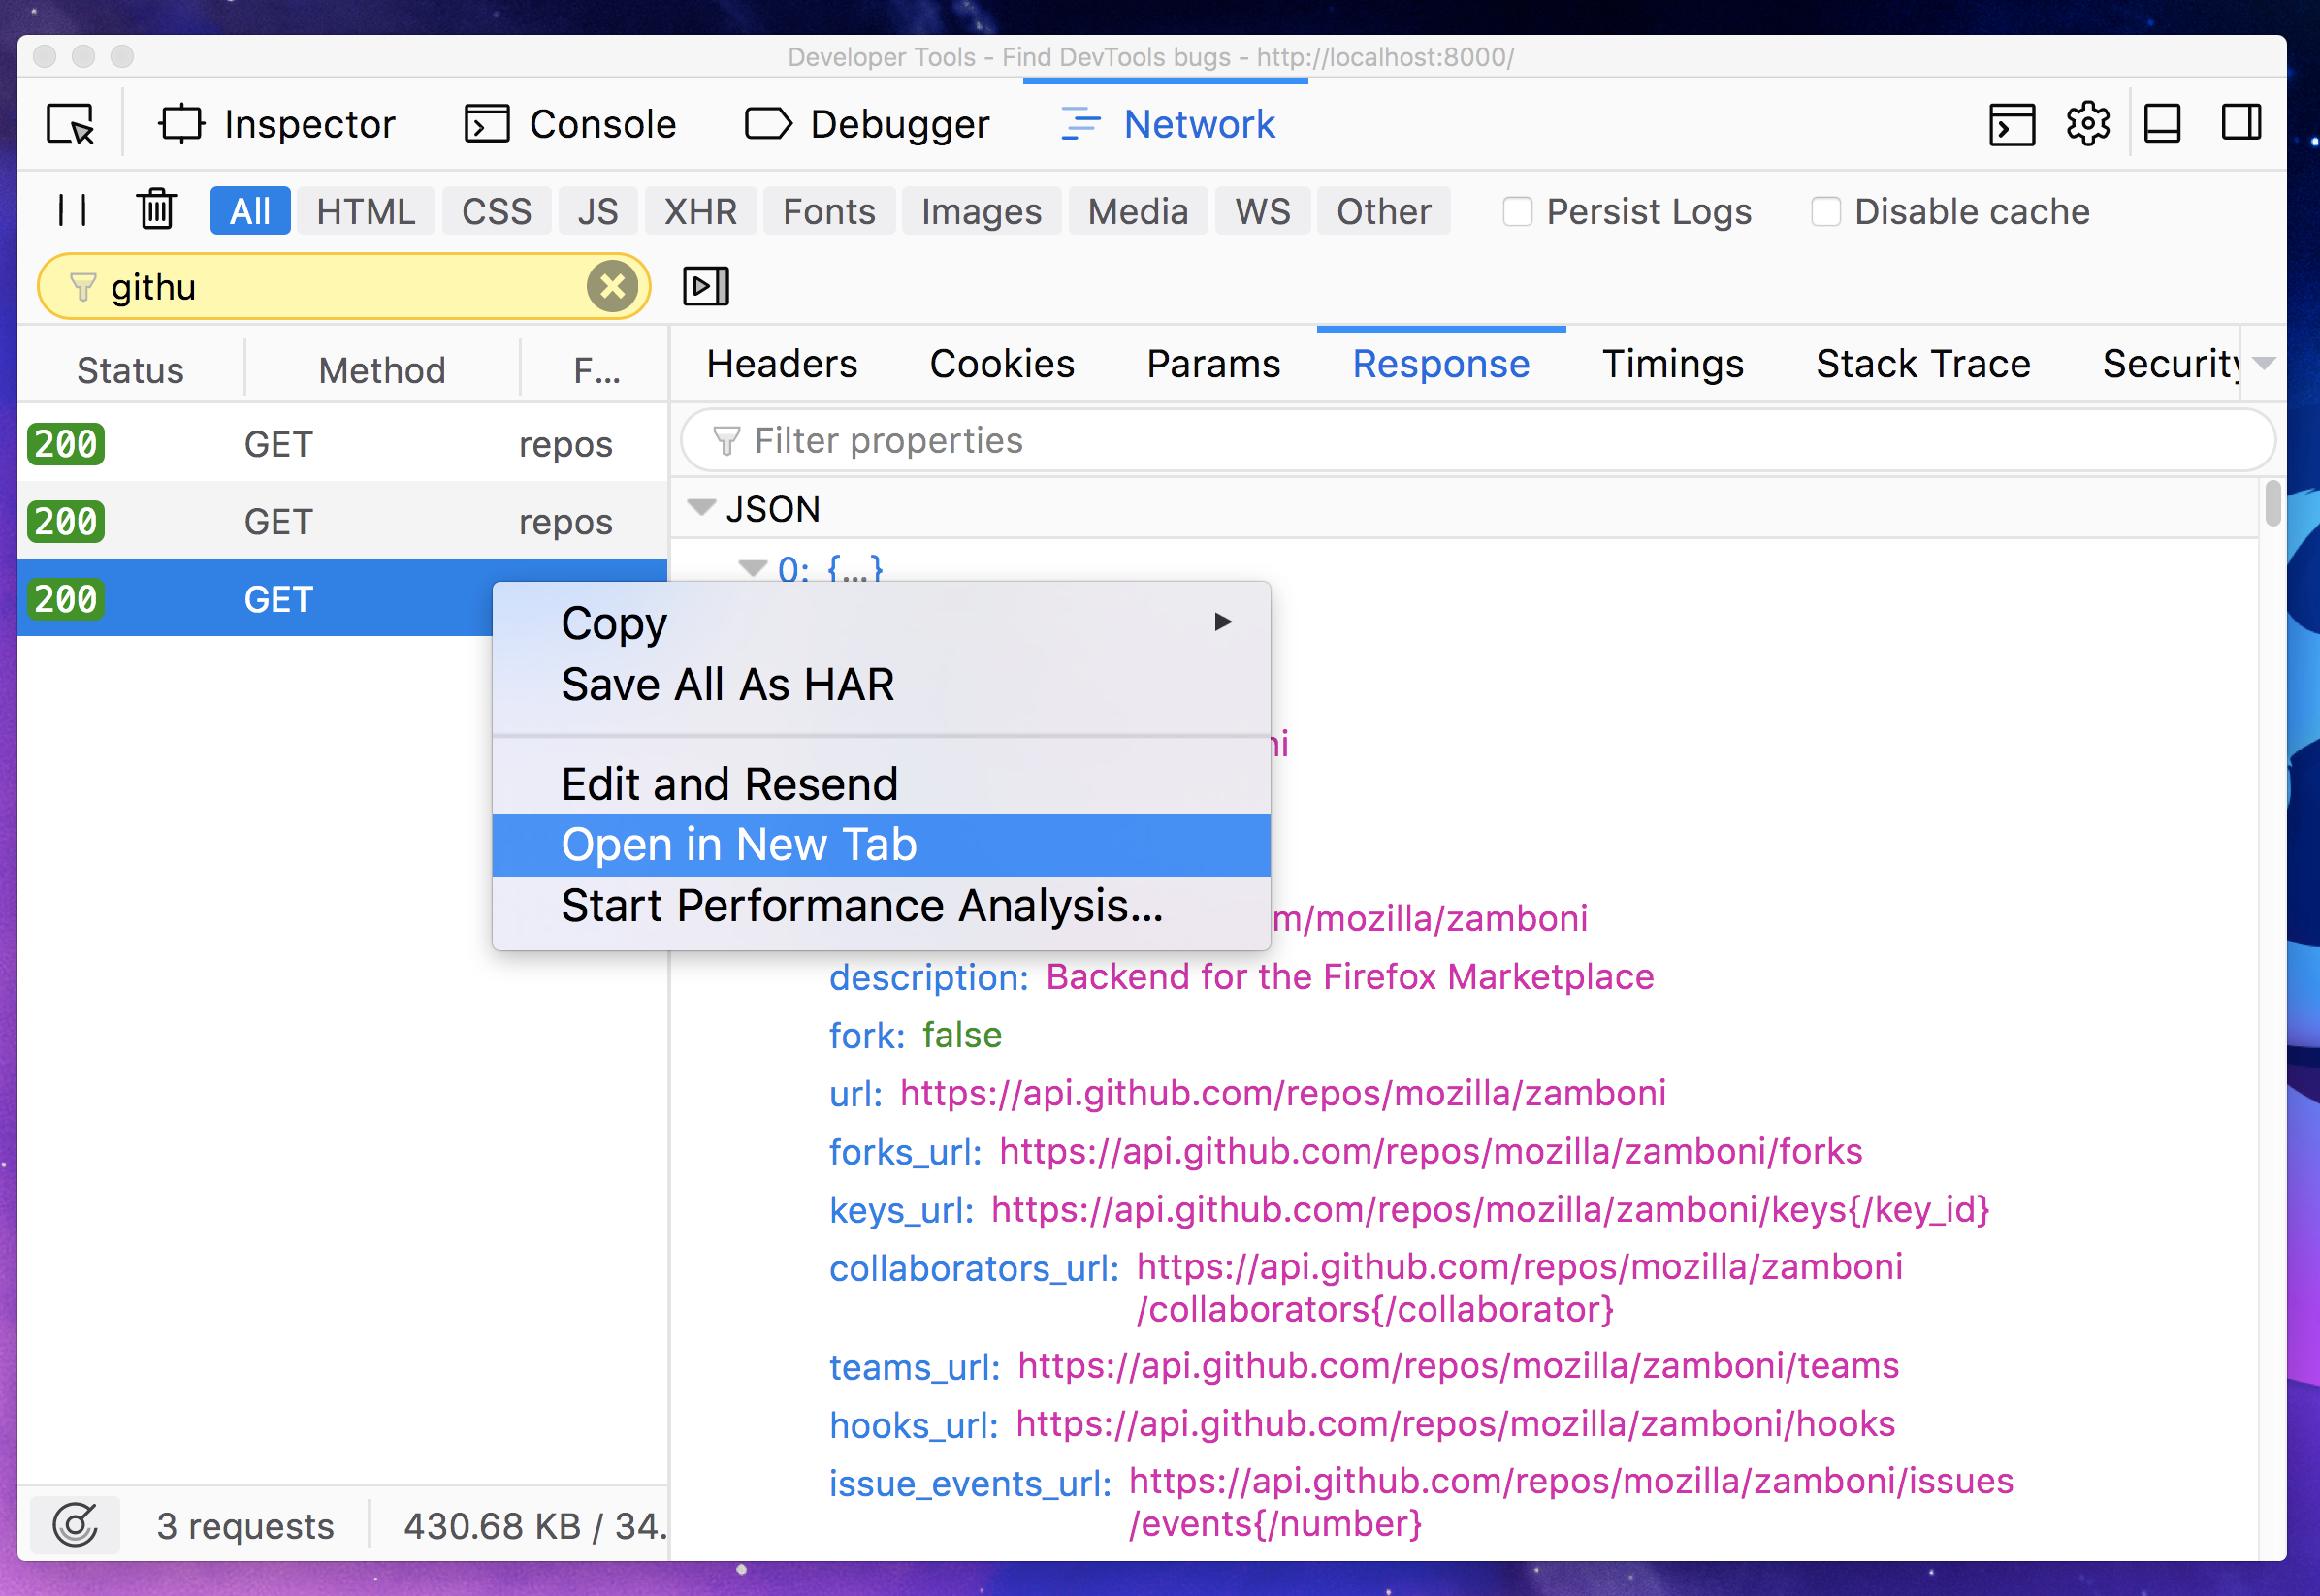 Developer Tools - Find DevTools bugs - http://localhost:8000/
Inspector Console Debugger Network
All HTML CSS JS XHR Fonts Images Media WS Other Persist Logs Disable cache
githu
Status Method F...
Headers Cookies Params Response Timings Stack Trace Security
200 GET repos
Filter properties
200 GET repos
JSON
0: {...}
200 GET
Copy
Save All As HAR
Edit and Resend
Open in New Tab
Start Performance Analysis...
m/mozilla/zamboni
description: Backend for the Firefox Marketplace
fork: false
url: https://api.github.com/repos/mozilla/zamboni
forks_url: https://api.github.com/repos/mozilla/zamboni/forks
keys_url: https://api.github.com/repos/mozilla/zamboni/keys{/key_id}
collaborators_url: https://api.github.com/repos/mozilla/zamboni
/collaborators{/collaborator}
teams_url: https://api.github.com/repos/mozilla/zamboni/teams
hooks_url: https://api.github.com/repos/mozilla/zamboni/hooks
issue_events_url: https://api.github.com/repos/mozilla/zamboni/issues
/events{/number}
3 requests 430.68 KB / 34.